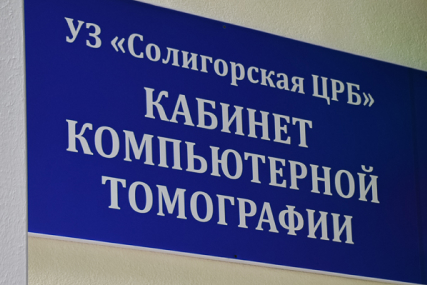 УЗ «Солигорская ЦРБ»
КАБИНЕТ
КОМПЬЮТЕРНОЙ
ТОМОГРАФИИ